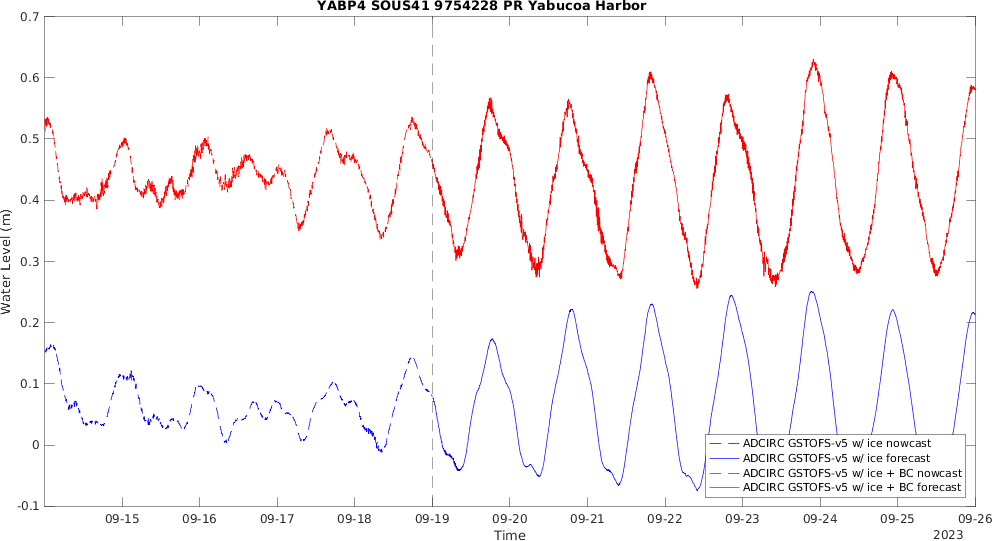 YABP4 SOUS41 9754228 PR Yabucoa Harbor
0.7
0.6
0.5
0.4
0.3
0.2
0.1
0
-0.1
Water Level (m)
ADCIRC GSTOFS-v5 w/ ice nowcast
ADCIRC GSTOFS-v5 w/ ice forecast
ADCIRC GSTOFS-v5 w/ ice + BC nowcast
ADCIRC GSTOFS-v5 w/ ice + BC forecast
09-15 09-16 09-17 09-18 09-19 09-20 09-21 09-22 09-23 09-24 09-25 09-26
Time
2023